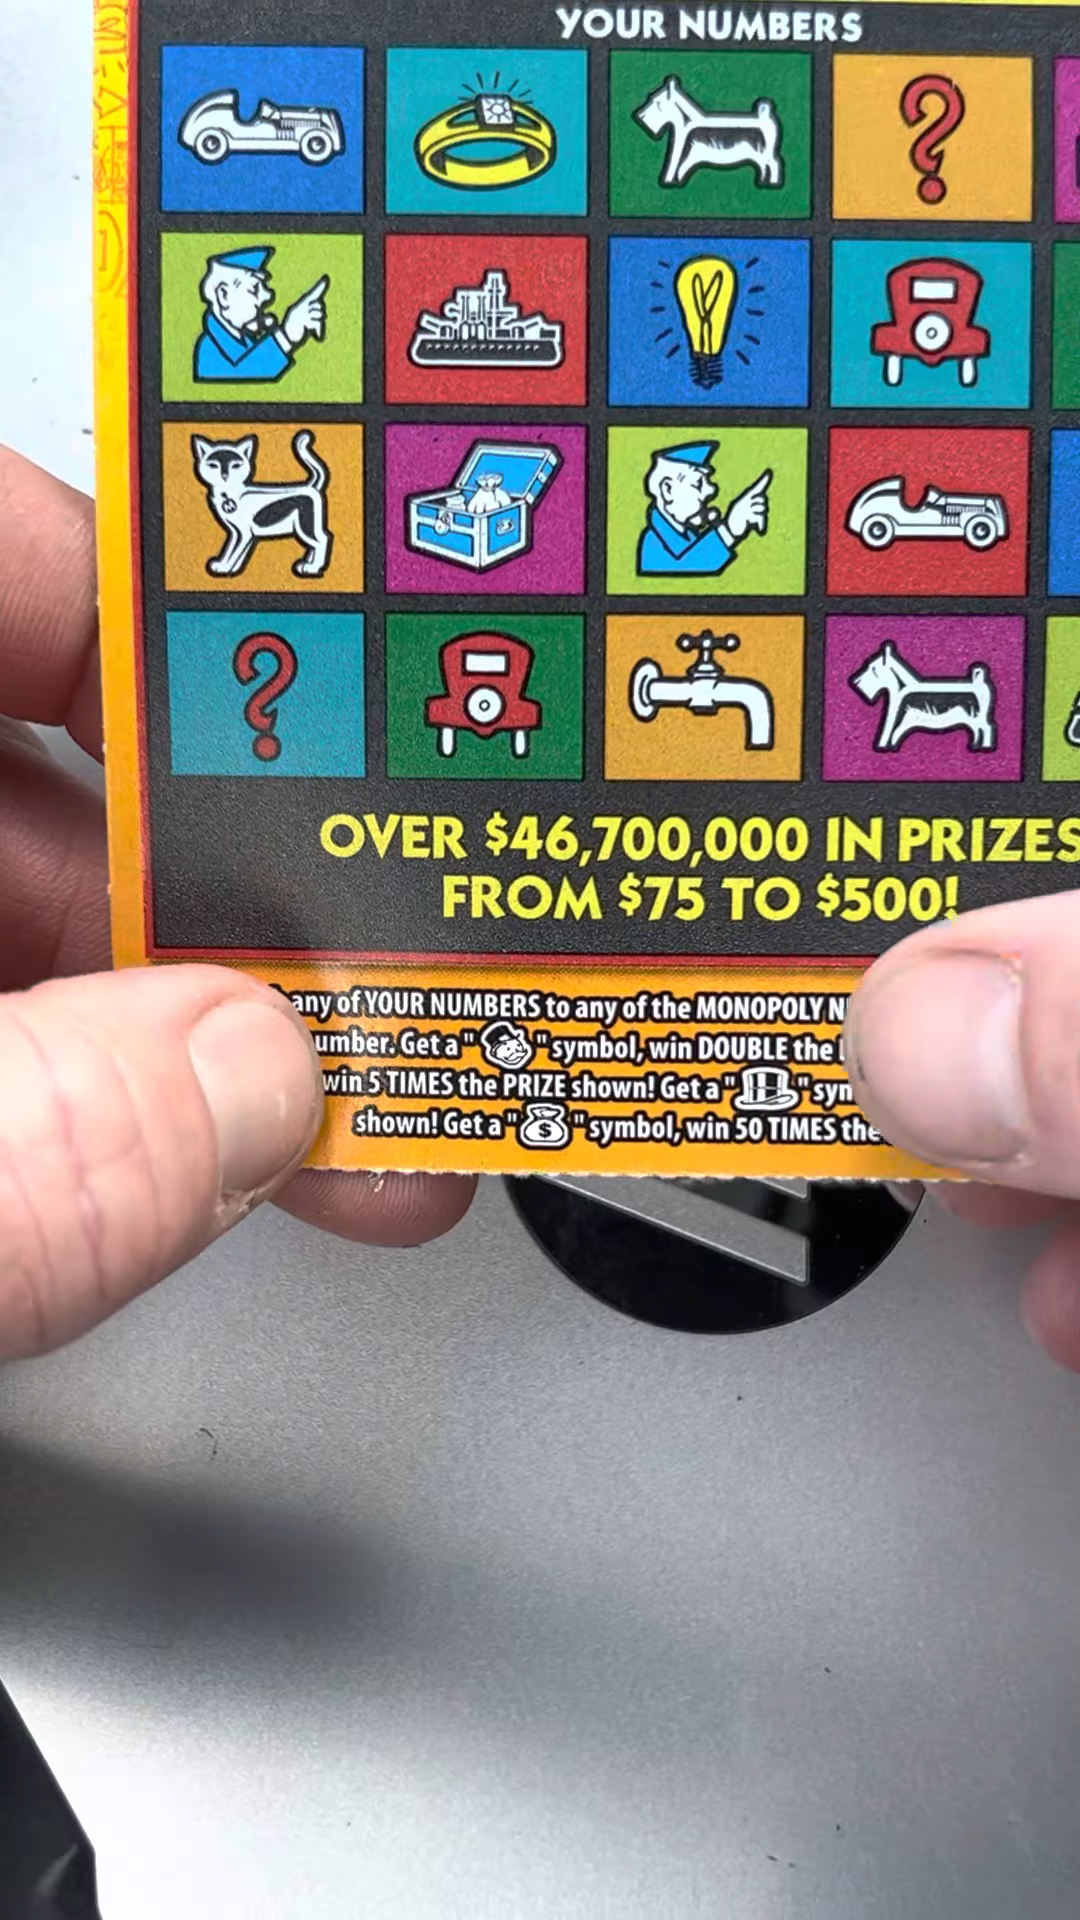 YOUR NUMBERS
OVER $46,700,000 IN PRIZES
FROM $75 TO $500!
any of YOUR NUMBERS to any of the MONOPOLY
Get a " " symbol, win DOUBLE the
win 5 TIMES the PRIZE shown! Get a " "
shown! Get a "$" symbol, win 50 TIMES the